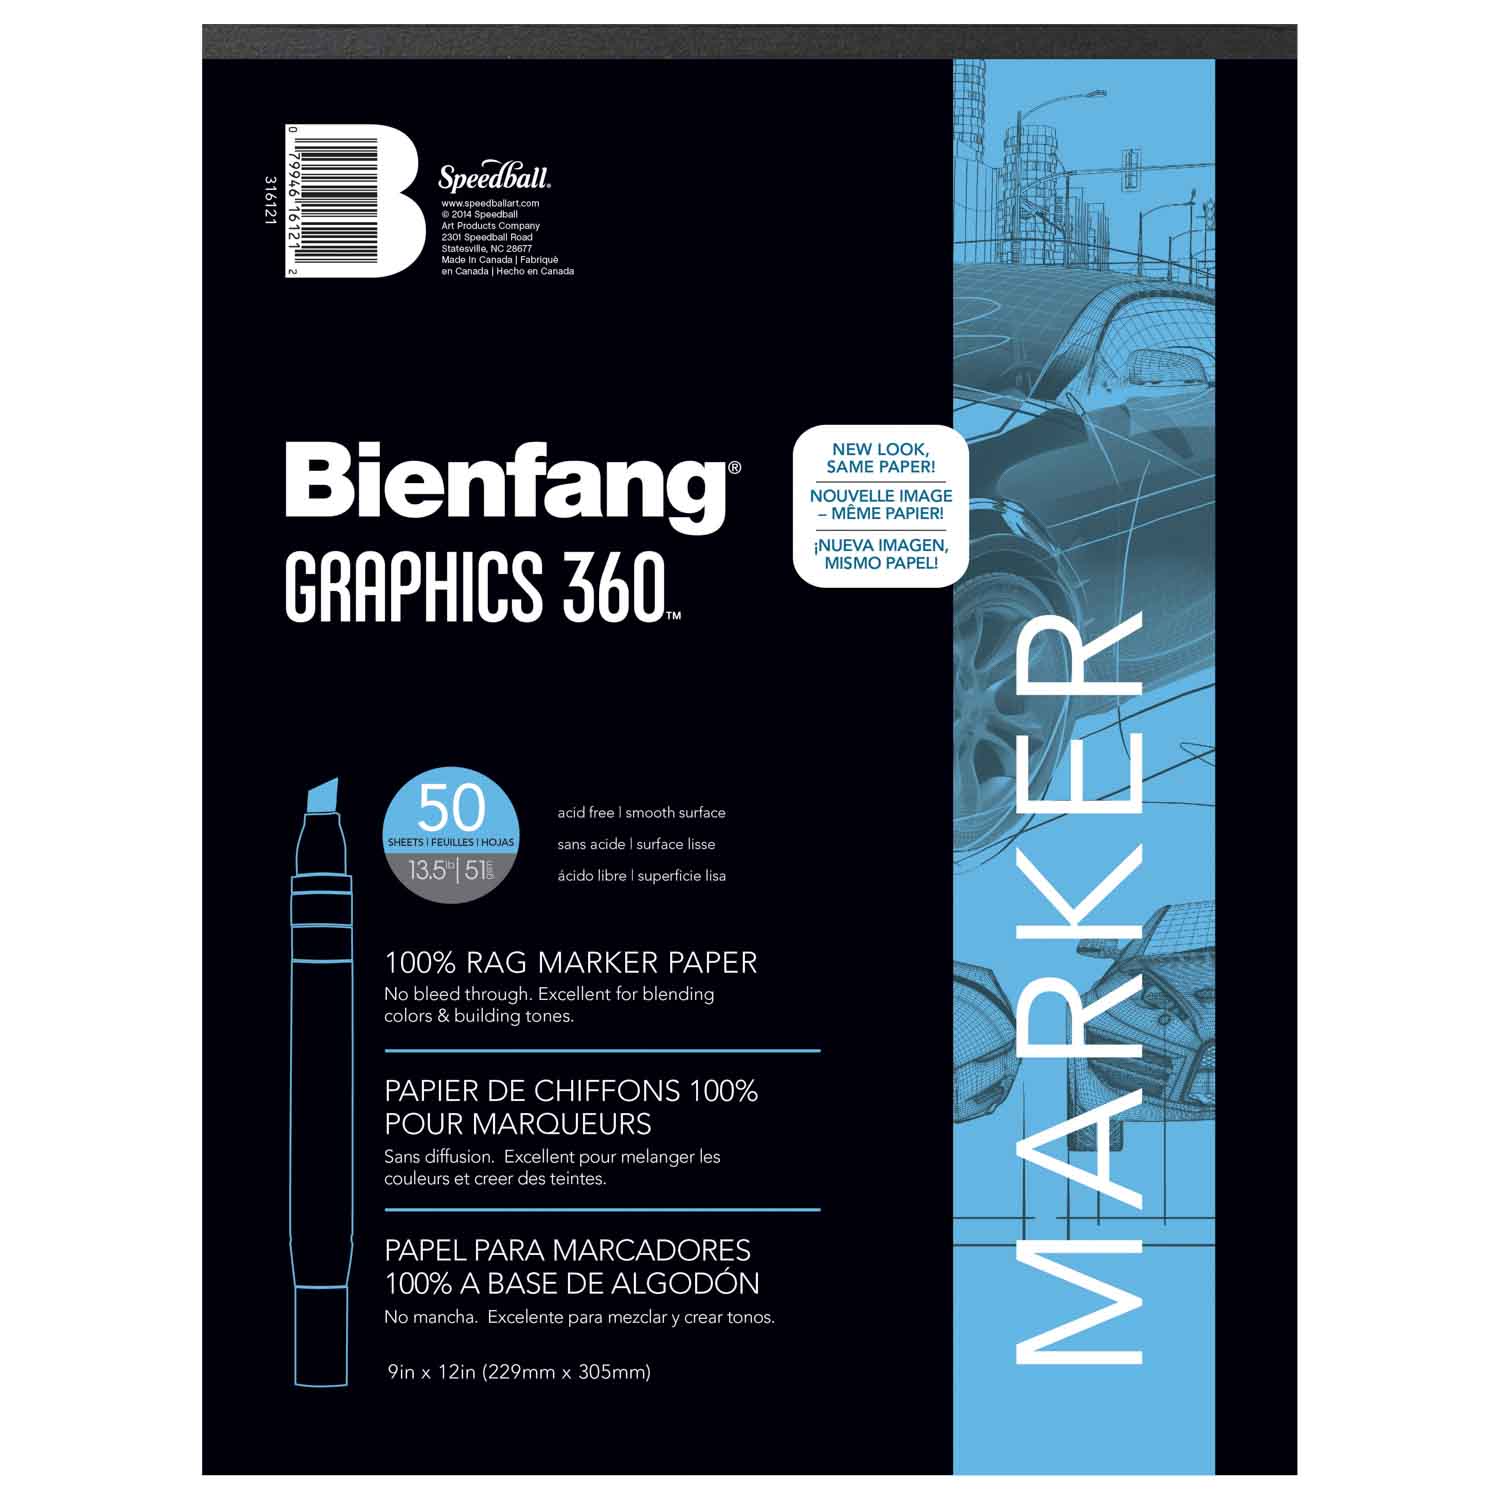 0 79946 16121 2
316121
Speedball®
www.speedballart.com
© 2014 Speedball
Art Products Company
2301 Speedball Road
Statesville, NC 28677
Made In Canada | Fabriquè
en Canada | Hecho en Canada
Bienfang®
GRAPHICS 360™
NEW LOOK,
SAME PAPER!
NOUVELLE IMAGE
– MÊME PAPIER!
¡NUEVA IMAGEN,
MISMO PAPEL!
50
SHEETS | FEUILLES | HOJAS
13.5lb | 51gsm
acid free | smooth surface
sans acide | surface lisse
ácido libre | superficie lisa
100% RAG MARKER PAPER
No bleed through. Excellent for blending
colors & building tones.
PAPIER DE CHIFFONS 100%
POUR MARQUEURS
Sans diffusion. Excellent pour melanger les
couleurs et creer des teintes.
PAPEL PARA MARCADORES
100% A BASE DE ALGODÓN
No mancha. Excelente para mezclar y crear tonos.
9in x 12in (229mm x 305mm)
MARKER